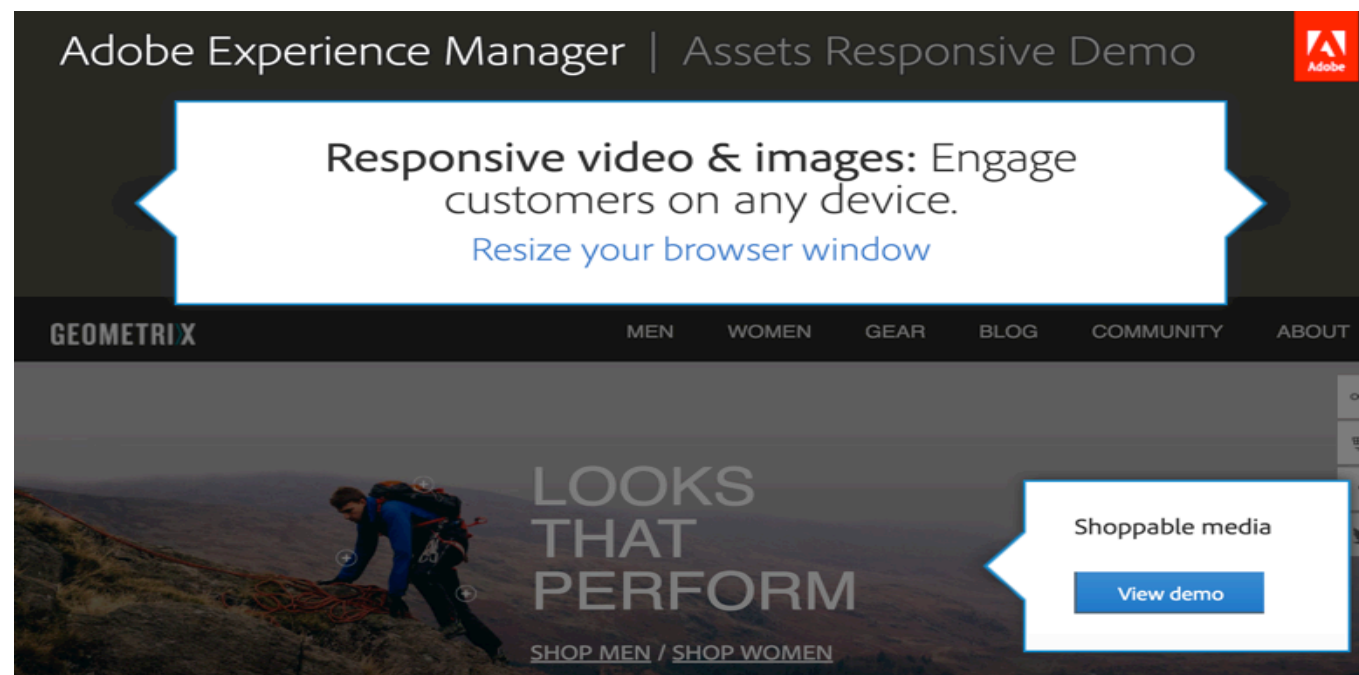 Adobe Experience Manager | Assets Responsive Demo
Adobe
Responsive video & images: Engage
customers on any device.
Resize your browser window
GEOMETRIXX
MEN WOMEN GEAR BLOG COMMUNITY ABOUT
LOOKS
THAT
PERFORM
SHOP MEN / SHOP WOMEN
Shoppable media
View demo